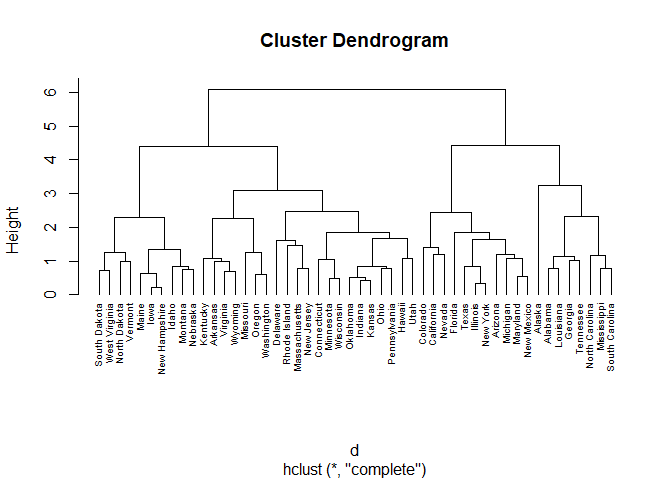 Cluster Dendrogram
Height
0
1
2
3
4
5
6
South Dakota
West Virginia
North Dakota
Vermont
Maine
Iowa
New Hampshire
Idaho
Montana
Nebraska
Kentucky
Arkansas
Virginia
Wyoming
Missouri
Oregon
Washington
Delaware
Rhode Island
Massachusetts
New Jersey
Connecticut
Minnesota
Wisconsin
Oklahoma
Indiana
Kansas
Ohio
Pennsylvania
Hawaii
Utah
Colorado
California
Nevada
Florida
Texas
Illinois
New York
Arizona
Michigan
Maryland
New Mexico
Alaska
Alabama
Louisiana
Georgia
Tennessee
North Carolina
Mississippi
South Carolina
d
hclust (*, "complete")